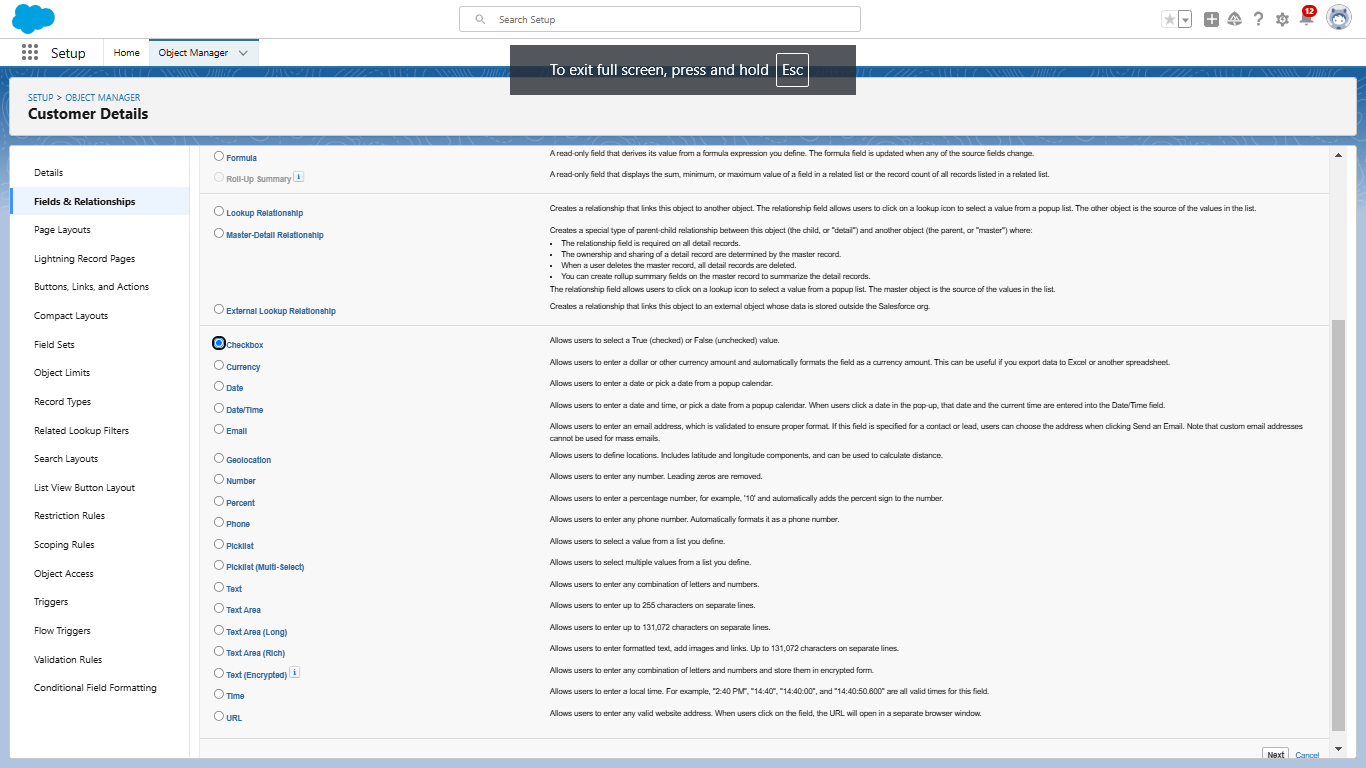 Search Setup
12
Setup
Home
Object Manager
To exit full screen, press and hold Esc
SETUP > OBJECT MANAGER
Customer Details
Details
Fields & Relationships
Page Layouts
Lightning Record Pages
Buttons, Links, and Actions
Compact Layouts
Field Sets
Object Limits
Record Types
Related Lookup Filters
Search Layouts
List View Button Layout
Restriction Rules
Scoping Rules
Object Access
Triggers
Flow Triggers
Validation Rules
Conditional Field Formatting
Formula A read-only field that derives its value from a formula expression you define. The formula field is updated when any of the source fields change.
Roll-Up Summary i A read-only field that displays the sum, minimum, or maximum value of a field in a related list or the record count of all records listed in a related list.
Lookup Relationship Creates a relationship that links this object to another object. The relationship field allows users to click on a lookup icon to select a value from a popup list. The other object is the source of the values in the list.
Master-Detail Relationship Creates a special type of parent-child relationship between this object (the child, or "detail") and another object (the parent, or "master") where:
• The relationship field is required on all detail records.
• The ownership and sharing of a detail record are determined by the master record.
• When a user deletes the master record, all detail records are deleted.
• You can create rollup summary fields on the master record to summarize the detail records.
The relationship field allows users to click on a lookup icon to select a value from a popup list. The master object is the source of the values in the list.
External Lookup Relationship Creates a relationship that links this object to an external object whose data is stored outside the Salesforce org.
Checkbox Allows users to select a True (checked) or False (unchecked) value.
Currency Allows users to enter a dollar or other currency amount and automatically formats the field as a currency amount. This can be useful if you export data to Excel or another spreadsheet.
Date Allows users to enter a date or pick a date from a popup calendar.
Date/Time Allows users to enter a date and time, or pick a date from a popup calendar. When users click a date in the pop-up, that date and the current time are entered into the Date/Time field.
Email Allows users to enter an email address, which is validated to ensure proper format. If this field is specified for a contact or lead, users can choose the address when clicking Send an Email. Note that custom email addresses
cannot be used for mass emails.
Geolocation Allows users to define locations. Includes latitude and longitude components, and can be used to calculate distance.
Number Allows users to enter any number. Leading zeros are removed.
Percent Allows users to enter a percentage number, for example, '10' and automatically adds the percent sign to the number.
Phone Allows users to enter any phone number. Automatically formats it as a phone number.
Picklist Allows users to select a value from a list you define.
Picklist (Multi-Select) Allows users to select multiple values from a list you define.
Text Allows users to enter any combination of letters and numbers.
Text Area Allows users to enter up to 255 characters on separate lines.
Text Area (Long) Allows users to enter up to 131,072 characters on separate lines.
Text Area (Rich) Allows users to enter formatted text, add images and links. Up to 131,072 characters on separate lines.
Text (Encrypted) i Allows users to enter any combination of letters and numbers and store them in encrypted form.
Time Allows users to enter a local time. For example, "2:40 PM", "14:40", "14:40:00", and "14:40:50.600" are all valid times for this field.
URL Allows users to enter any valid website address. When users click on the field, the URL will open in a separate browser window.
Next Cancel